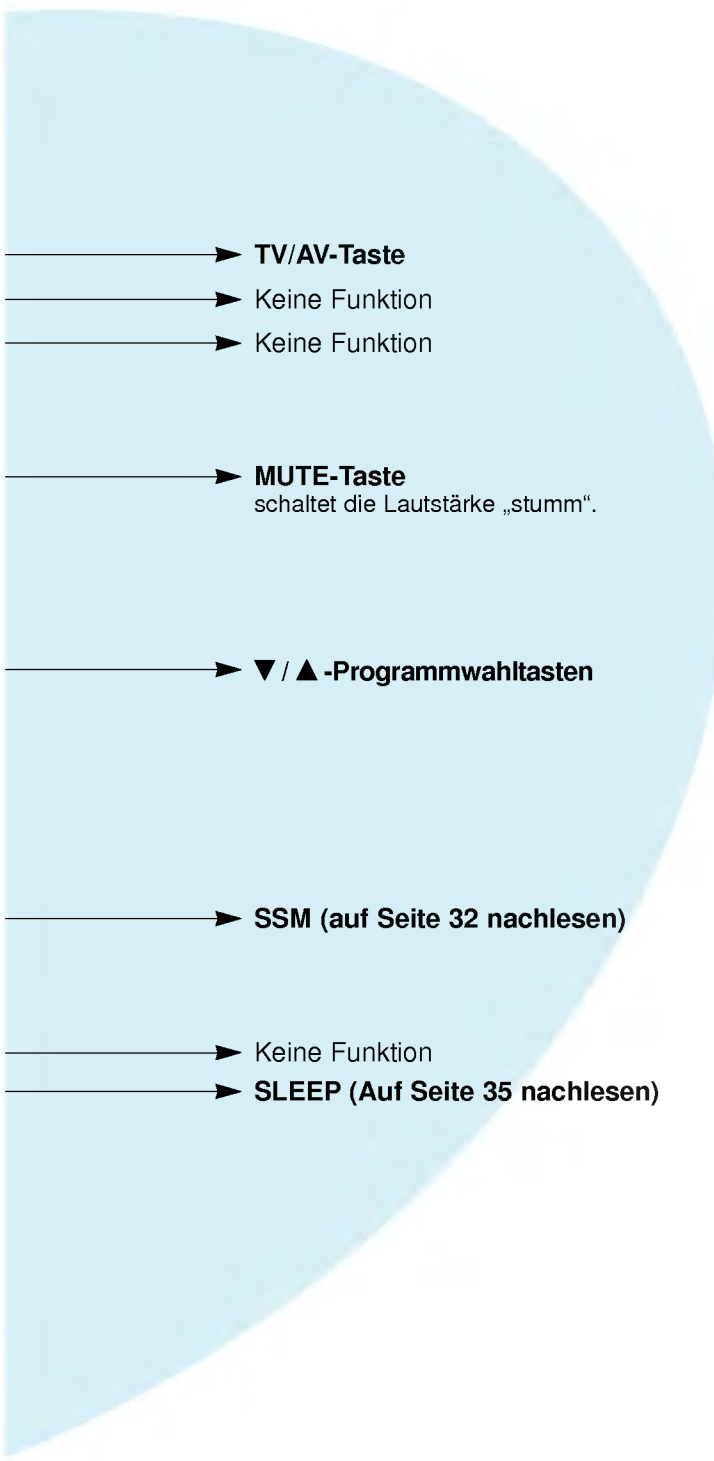 TV/AV-Taste
Keine Funktion
Keine Funktion
MUTE-Taste
schaltet die Lautstärke „stumm“.
▼ / ▲ -Programmwahltasten
SSM (auf Seite 32 nachlesen)
Keine Funktion
SLEEP (Auf Seite 35 nachlesen)